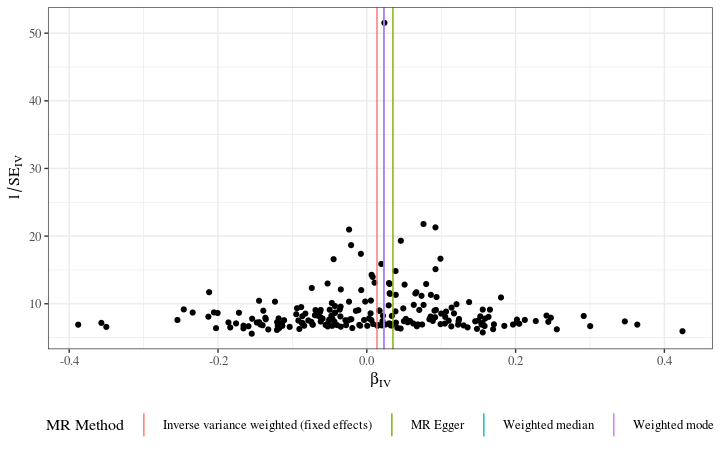 50
40
30
20
10
1/SE_IV
-0.4 -0.2 0.0 0.2 0.4
β_IV
MR Method Inverse variance weighted (fixed effects) MR Egger Weighted median Weighted mode